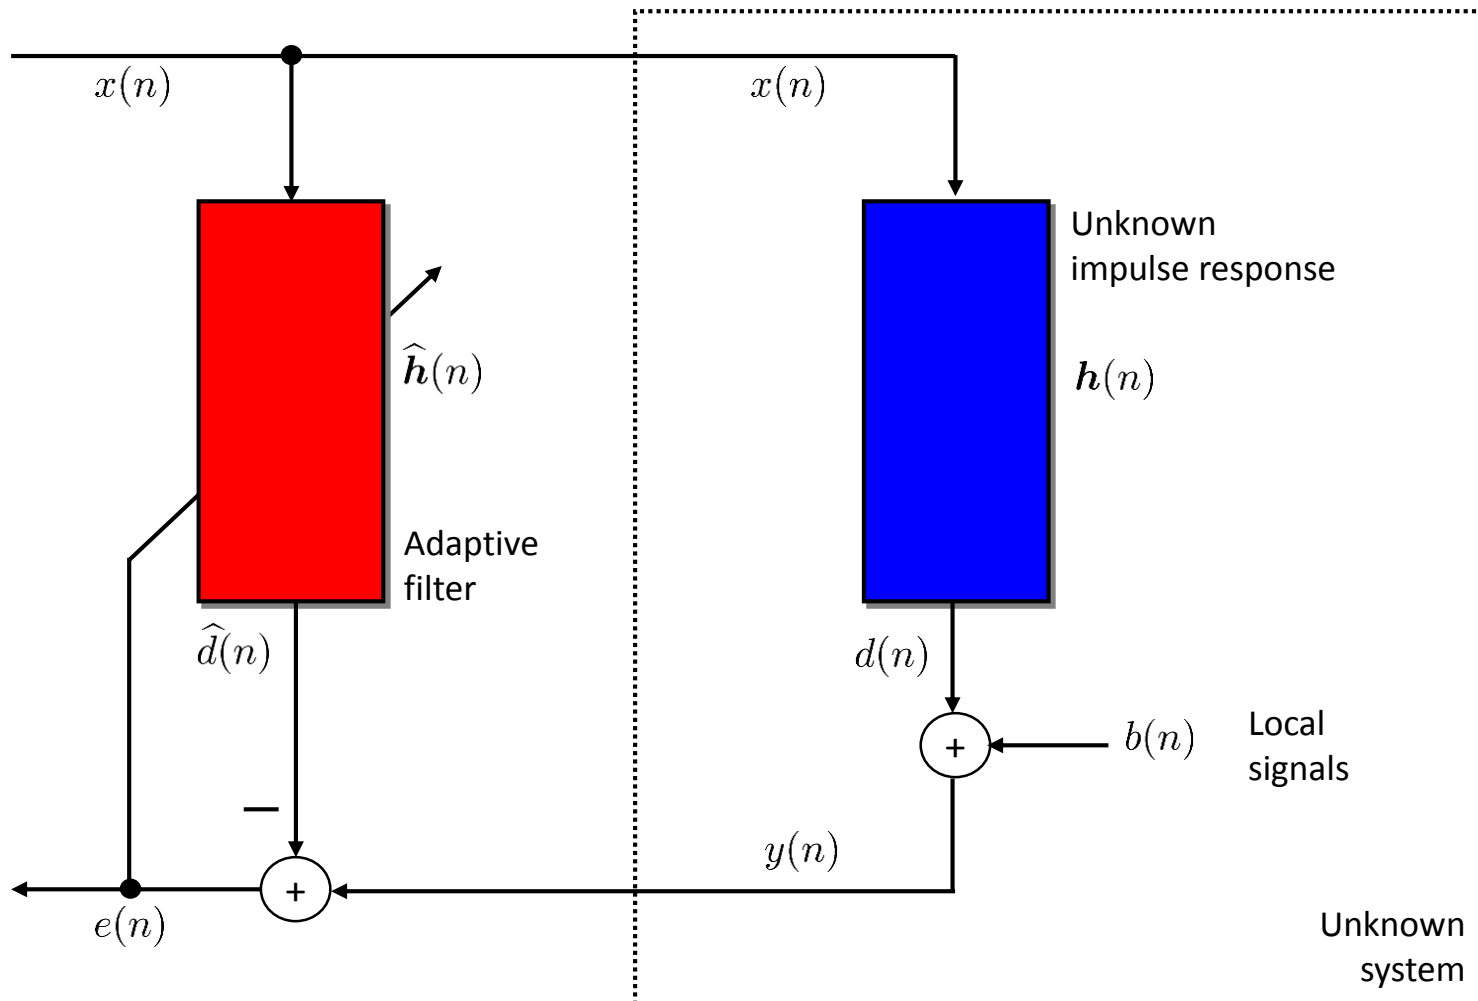 x(n)
x(n)
Unknown
impulse response
ĥ(n)
h(n)
Adaptive
filter
d̂(n)
d(n)
+
b(n)
Local
signals
−
y(n)
+
e(n)
Unknown
system